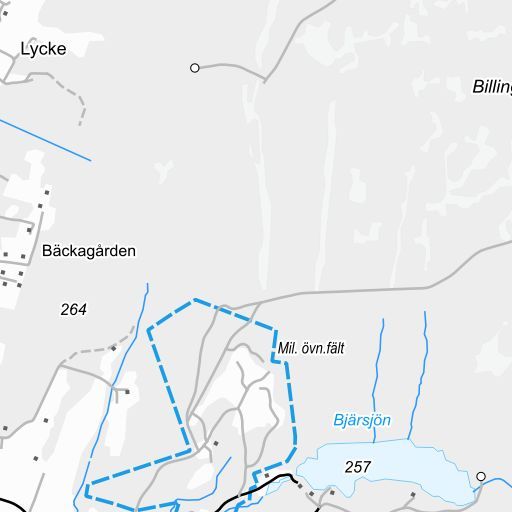 Lycke
Billing
Bäckagården
264
Mil. övn.fält
Bjärsjön
257